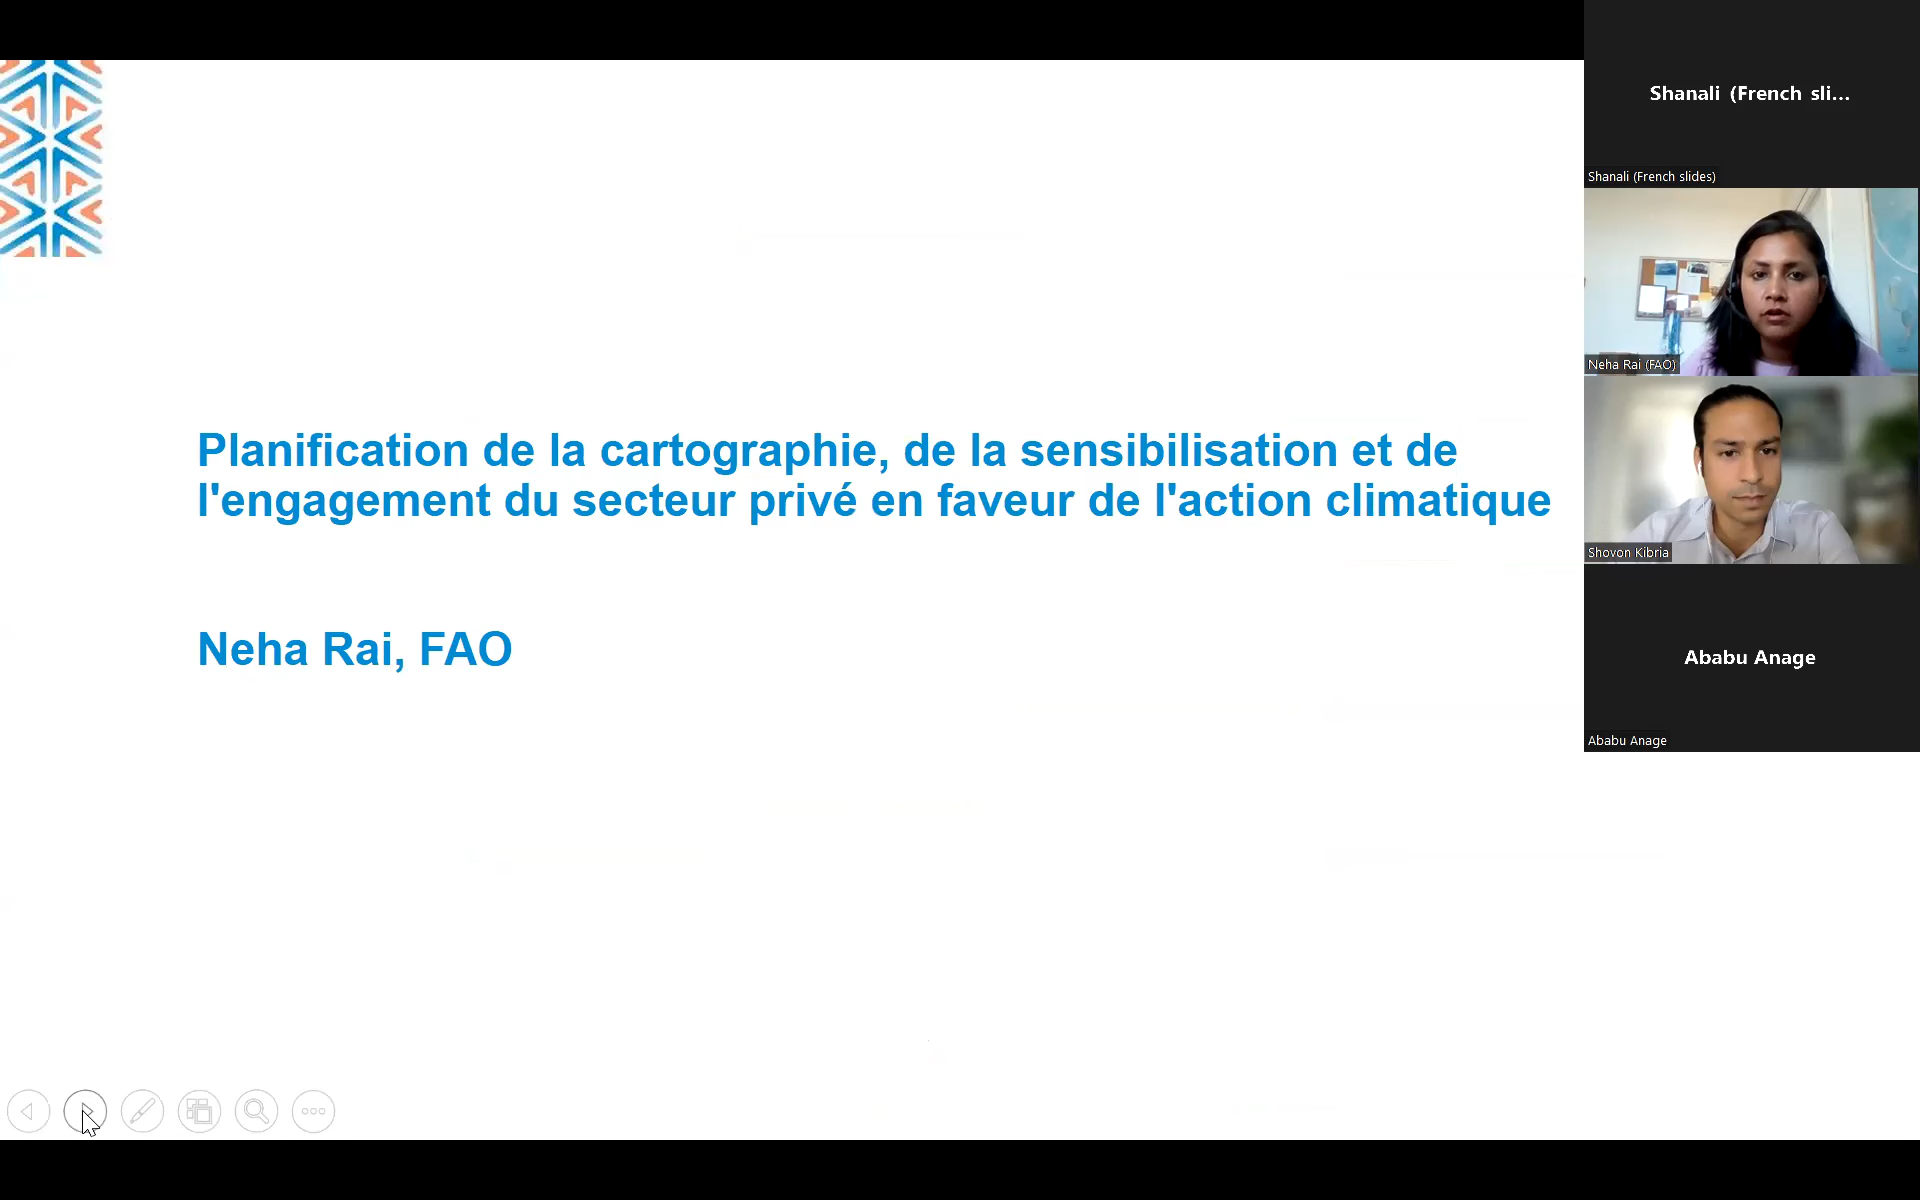 Planification de la cartographie, de la sensibilisation et de
l'engagement du secteur privé en faveur de l'action climatique
Neha Rai, FAO
Shanali (French sli...
Shanali (French slides)
Neha Rai (FAO)
Shovon Kibria
Ababu Anage
Ababu Anage